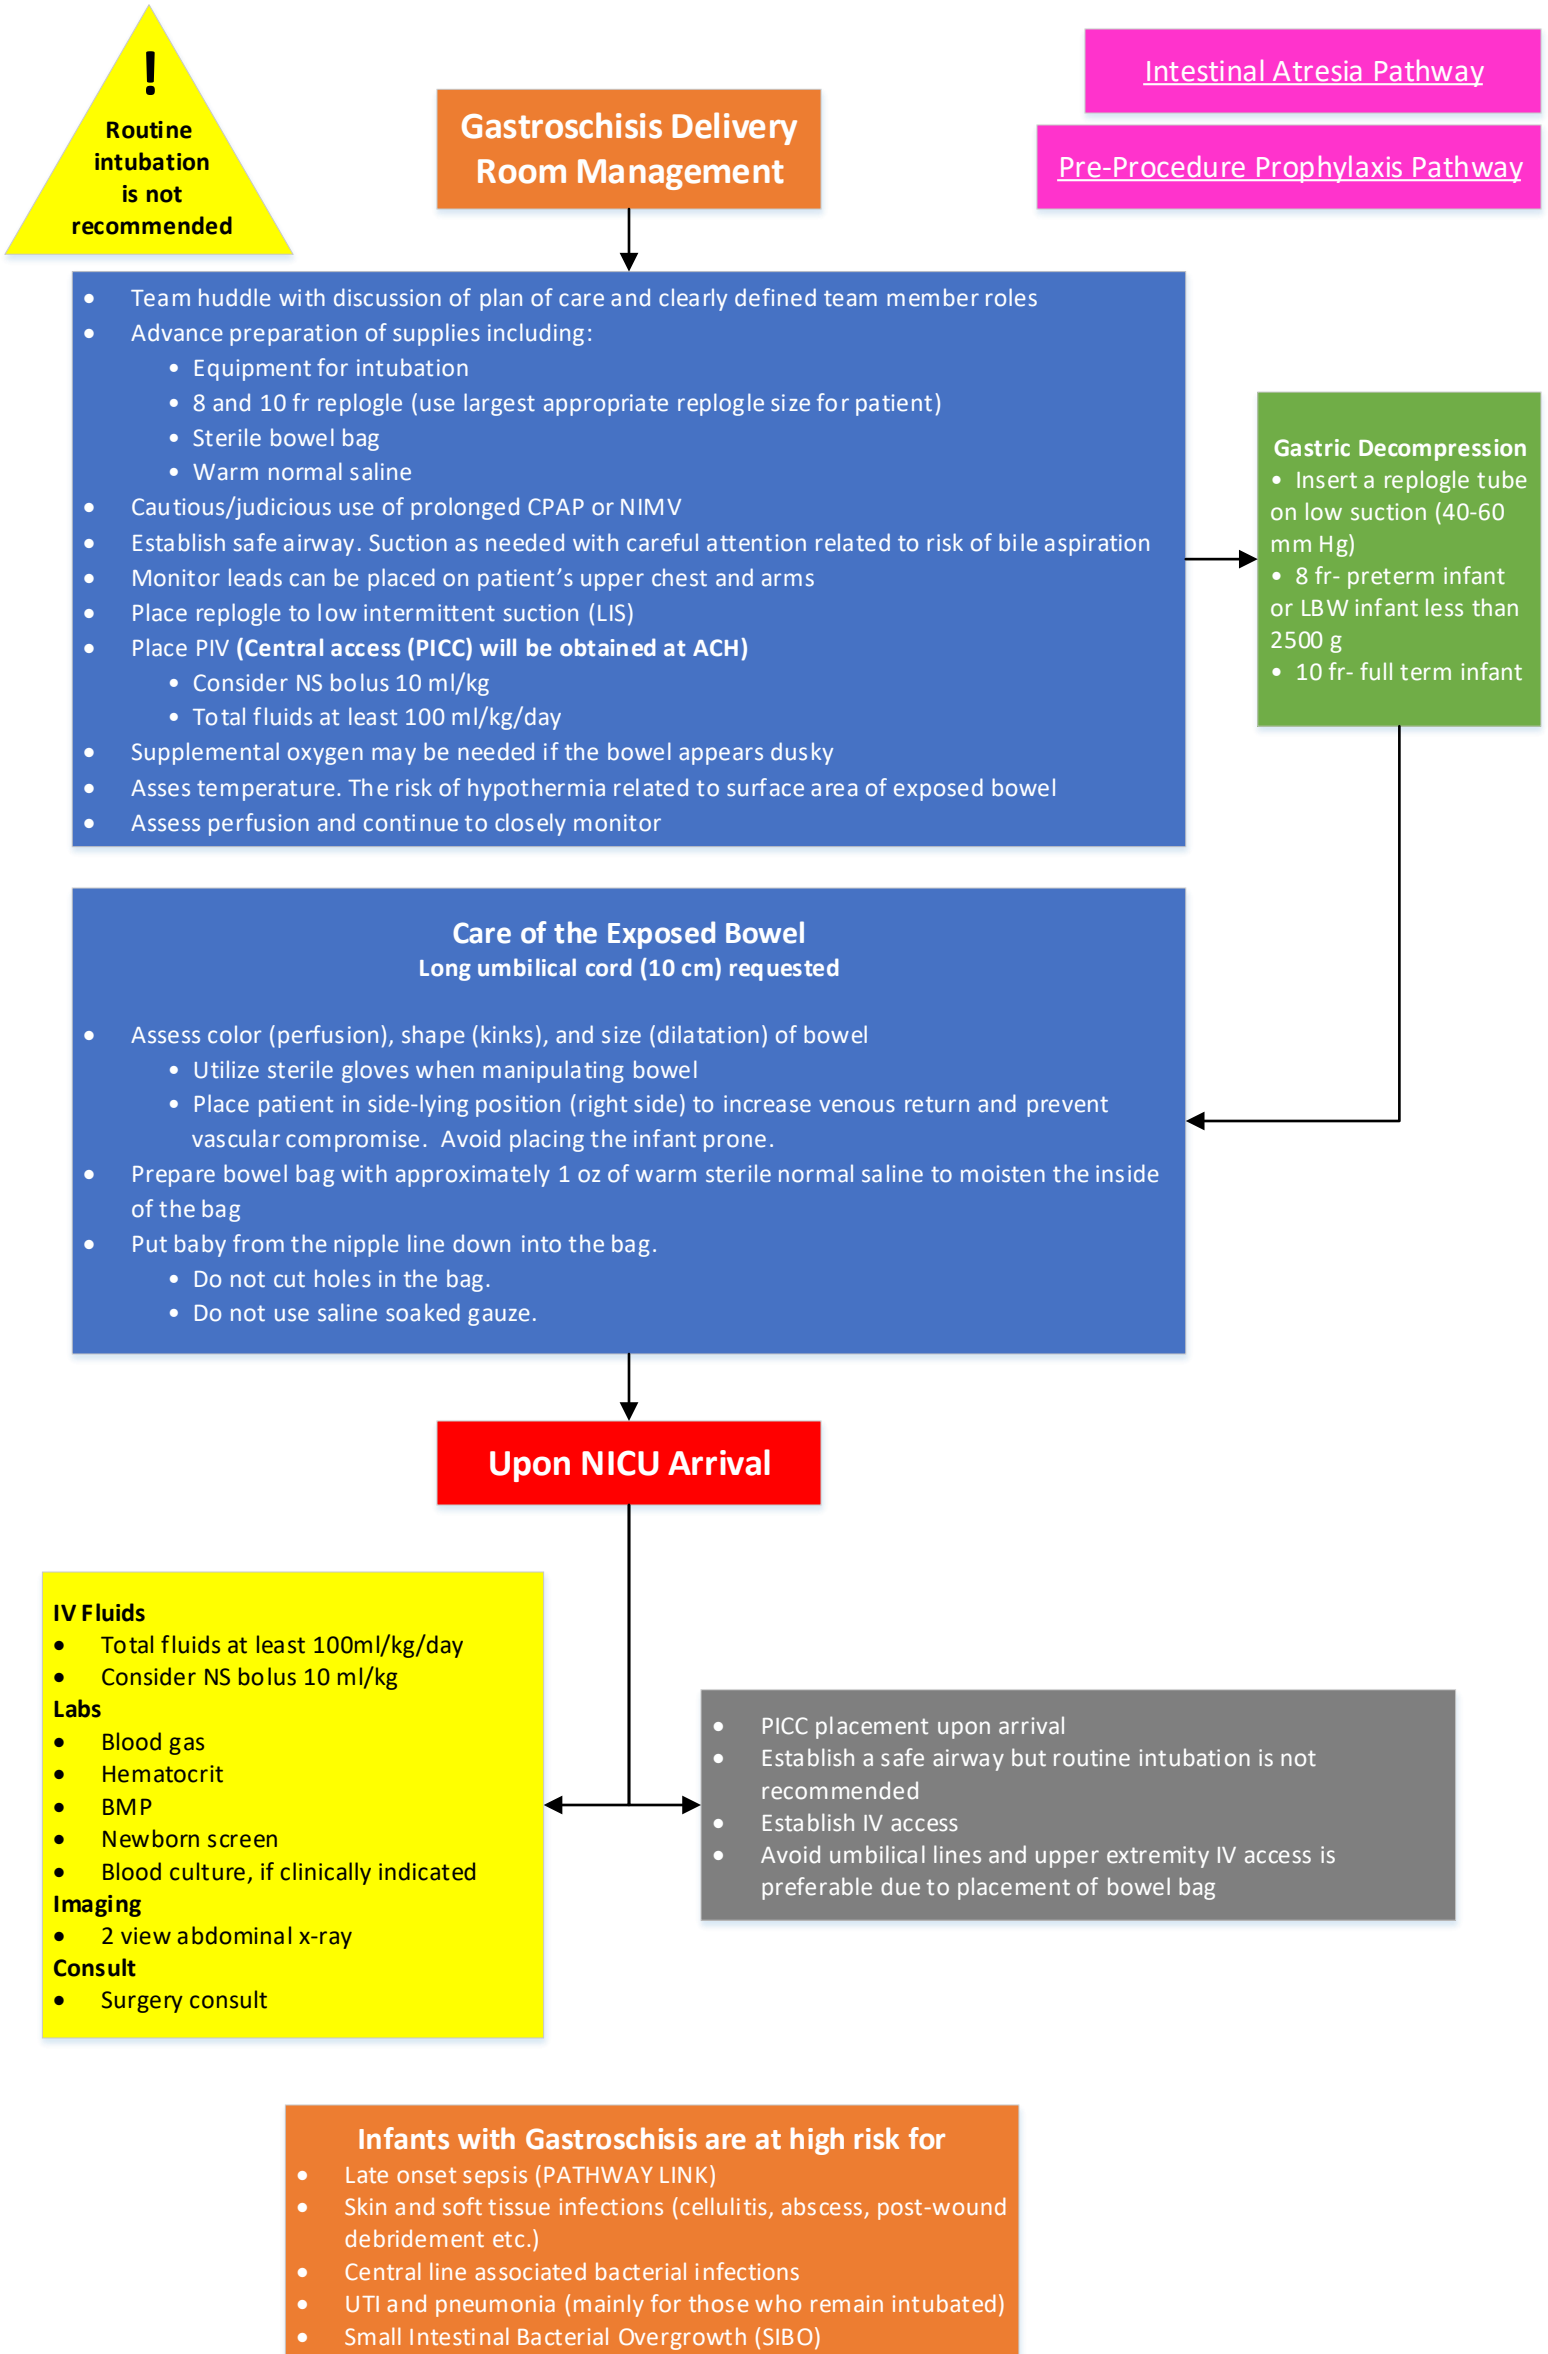 !
Routine
intubation
is not
recommended
Gastroschisis Delivery
Room Management
Intestinal Atresia Pathway
Pre-Procedure Prophylaxis Pathway
• Team huddle with discussion of plan of care and clearly defined team member roles
• Advance preparation of supplies including:
• Equipment for intubation
• 8 and 10 fr replogle (use largest appropriate replogle size for patient)
• Sterile bowel bag
• Warm normal saline
• Cautious/judicious use of prolonged CPAP or NIMV
• Establish safe airway. Suction as needed with careful attention related to risk of bile aspiration
• Monitor leads can be placed on patient's upper chest and arms
• Place replogle to low intermittent suction (LIS)
• Place PIV (Central access (PICC) will be obtained at ACH)
• Consider NS bolus 10 ml/kg
• Total fluids at least 100 ml/kg/day
• Supplemental oxygen may be needed if the bowel appears dusky
• Asses temperature. The risk of hypothermia related to surface area of exposed bowel
• Assess perfusion and continue to closely monitor
Gastric Decompression
• Insert a replogle tube
on low suction (40-60
mm Hg)
• 8 fr- preterm infant
or LBW infant less than
2500 g
• 10 fr- full term infant
Care of the Exposed Bowel
Long umbilical cord (10 cm) requested
• Assess color (perfusion), shape (kinks), and size (dilatation) of bowel
• Utilize sterile gloves when manipulating bowel
• Place patient in side-lying position (right side) to increase venous return and prevent
vascular compromise. Avoid placing the infant prone.
• Prepare bowel bag with approximately 1 oz of warm sterile normal saline to moisten the inside
of the bag
• Put baby from the nipple line down into the bag.
• Do not cut holes in the bag.
• Do not use saline soaked gauze.
Upon NICU Arrival
IV Fluids
• Total fluids at least 100ml/kg/day
• Consider NS bolus 10 ml/kg
Labs
• Blood gas
• Hematocrit
• BMP
• Newborn screen
• Blood culture, if clinically indicated
Imaging
• 2 view abdominal x-ray
Consult
• Surgery consult
• PICC placement upon arrival
• Establish a safe airway but routine intubation is not
recommended
• Establish IV access
• Avoid umbilical lines and upper extremity IV access is
preferable due to placement of bowel bag
Infants with Gastroschisis are at high risk for
• Late onset sepsis (PATHWAY LINK)
• Skin and soft tissue infections (cellulitis, abscess, post-wound
debridement etc.)
• Central line associated bacterial infections
• UTI and pneumonia (mainly for those who remain intubated)
• Small Intestinal Bacterial Overgrowth (SIBO)